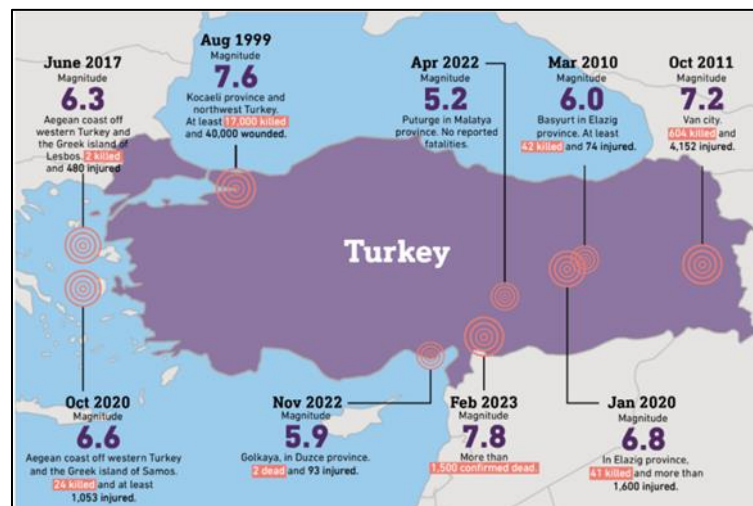 June 2017
Magnitude
6.3
Aegean coast off
western Turkey and
the Greek island of
Lesbos. 2 killed
and 480 injured
Aug 1999
Magnitude
7.6
Kocaeli province and
northwest Turkey.
At least 17,000 killed
and 40,000 wounded.
Apr 2022
Magnitude
5.2
Puturge in Malatya
province. No reported
fatalities.
Mar 2010
Magnitude
6.0
Basyurt in Elazig
province. At least
42 killed and 74 injured.
Oct 2011
Magnitude
7.2
Van city.
604 killed and
4,152 injured.
Turkey
Oct 2020
Magnitude
6.6
Aegean coast off western Turkey
and the Greek island of Samos.
24 killed and at least
1,053 injured.
Nov 2022
Magnitude
5.9
Golkaya, in Duzce province.
2 dead and 93 injured.
Feb 2023
Magnitude
7.8
More than
1,500 confirmed dead.
Jan 2020
Magnitude
6.8
In Elazig province,
41 killed and more than
1,600 injured.